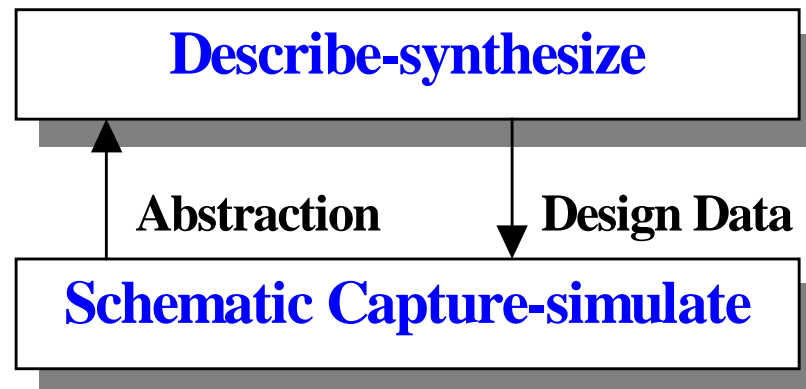 Describe-synthesize
Abstraction
Design Data
Schematic Capture-simulate